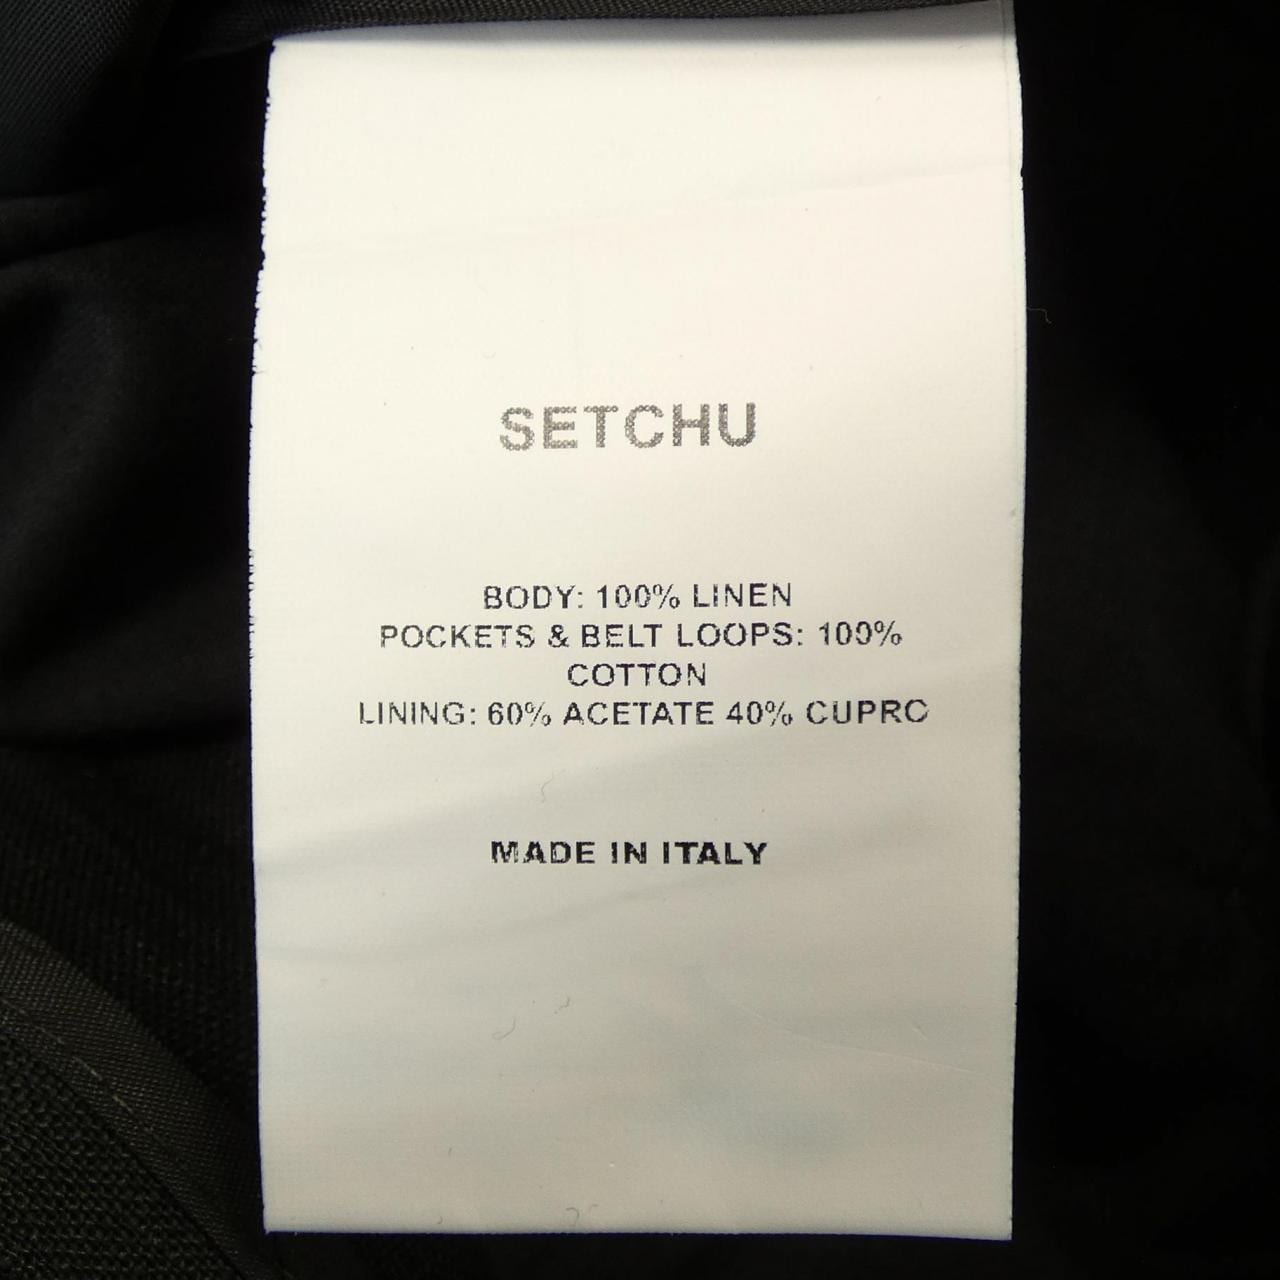 SETCHU
BODY: 100% LINEN
POCKETS & BELT LOOPS: 100%
COTTON
LINING: 60% ACETATE 40% CUPRO
MADE IN ITALY